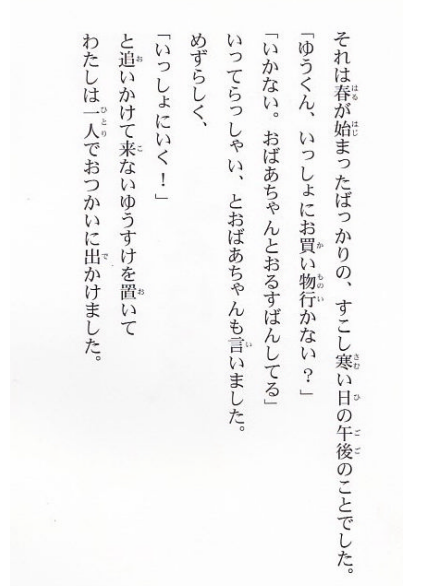 それは春が始まったばっかりの、すこし寒い日の午後のことでした。
「ゆうくん、いっしょにお買い物行かない？」
「いかない。おばあちゃんとおるすばんしてる」
いってらっしゃい、とおばあちゃんも言いました。
めずらしく、
「いっしょにいく！」
と追いかけて来ないゆうすけを置いて
わたしは一人でおつかいに出かけました。